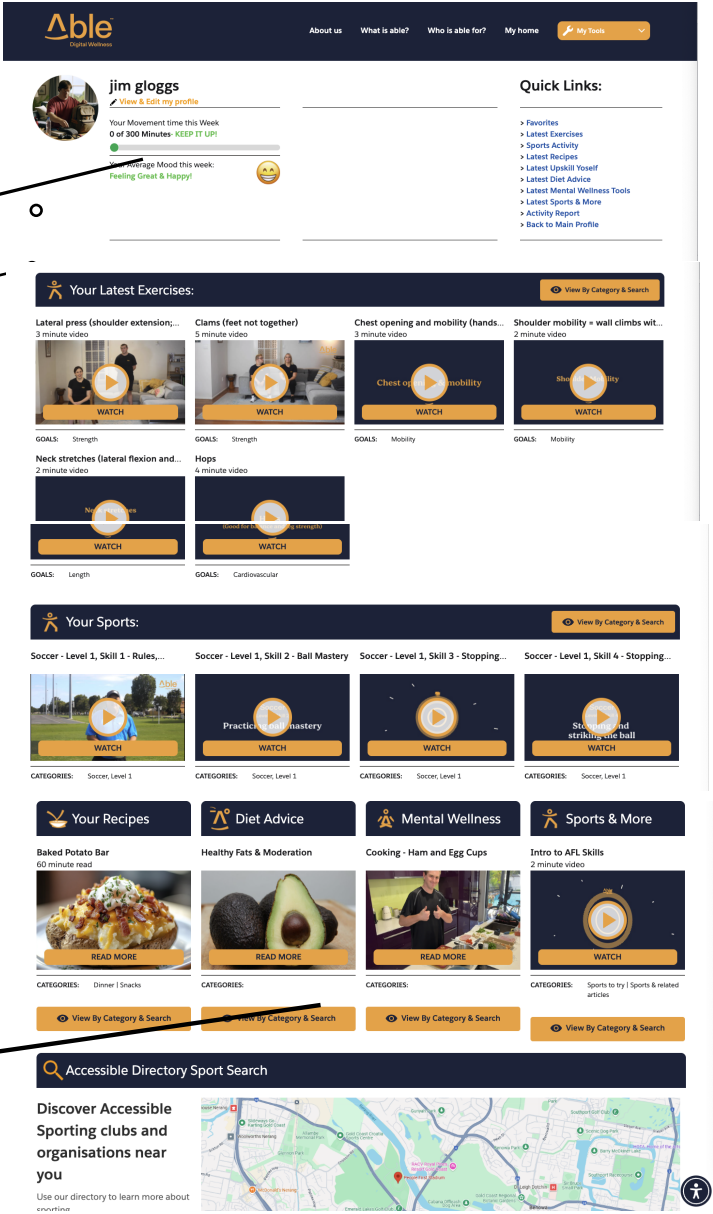 Able
Digital Wellness
About us What is able? Who is able for? My home My Tools
jim gloggs
View & Edit my profile
Your Movement time this Week
0 of 300 Minutes- KEEP IT UP!
Your Average Mood this week:
Feeling Great & Happy!
Quick Links:
> Favorites
> Latest Exercises
> Sports Activity
> Latest Recipes
> Latest Upskill Yoself
> Latest Diet Advice
> Latest Mental Wellness Tools
> Latest Sports & More
> Activity Report
> Back to Main Profile
Your Latest Exercises: View By Category & Search
Lateral press (shoulder extension;... Clams (feet not together) Chest opening and mobility (hands... Shoulder mobility = wall climbs wit...
3 minute video 5 minute video 3 minute video 2 minute video
WATCH WATCH WATCH WATCH
GOALS: Strength GOALS: Strength GOALS: Mobility GOALS: Mobility
Neck stretches (lateral flexion and... Hops
2 minute video 4 minute video
WATCH WATCH
GOALS: Length GOALS: Cardiovascular
Your Sports: View By Category & Search
Soccer - Level 1, Skill 1 - Rules,... Soccer - Level 1, Skill 2 - Ball Mastery Soccer - Level 1, Skill 3 - Stopping... Soccer - Level 1, Skill 4 - Stopping...
Able
striking the ball
WATCH WATCH WATCH WATCH
CATEGORIES: Soccer, Level 1 CATEGORIES: Soccer, Level 1 CATEGORIES: Soccer, Level 1 CATEGORIES: Soccer, Level 1
Your Recipes Diet Advice Mental Wellness Sports & More
Baked Potato Bar Healthy Fats & Moderation Cooking - Ham and Egg Cups Intro to AFL Skills
60 minute read 2 minute video
READ MORE READ MORE READ MORE WATCH
CATEGORIES: Dinner | Snacks CATEGORIES: CATEGORIES: CATEGORIES: Sports to try | Sports & related
articles
View By Category & Search View By Category & Search View By Category & Search View By Category & Search
Accessible Directory Sport Search
Discover Accessible
Sporting clubs and
organisations near
you
Use our directory to learn more about
sporting